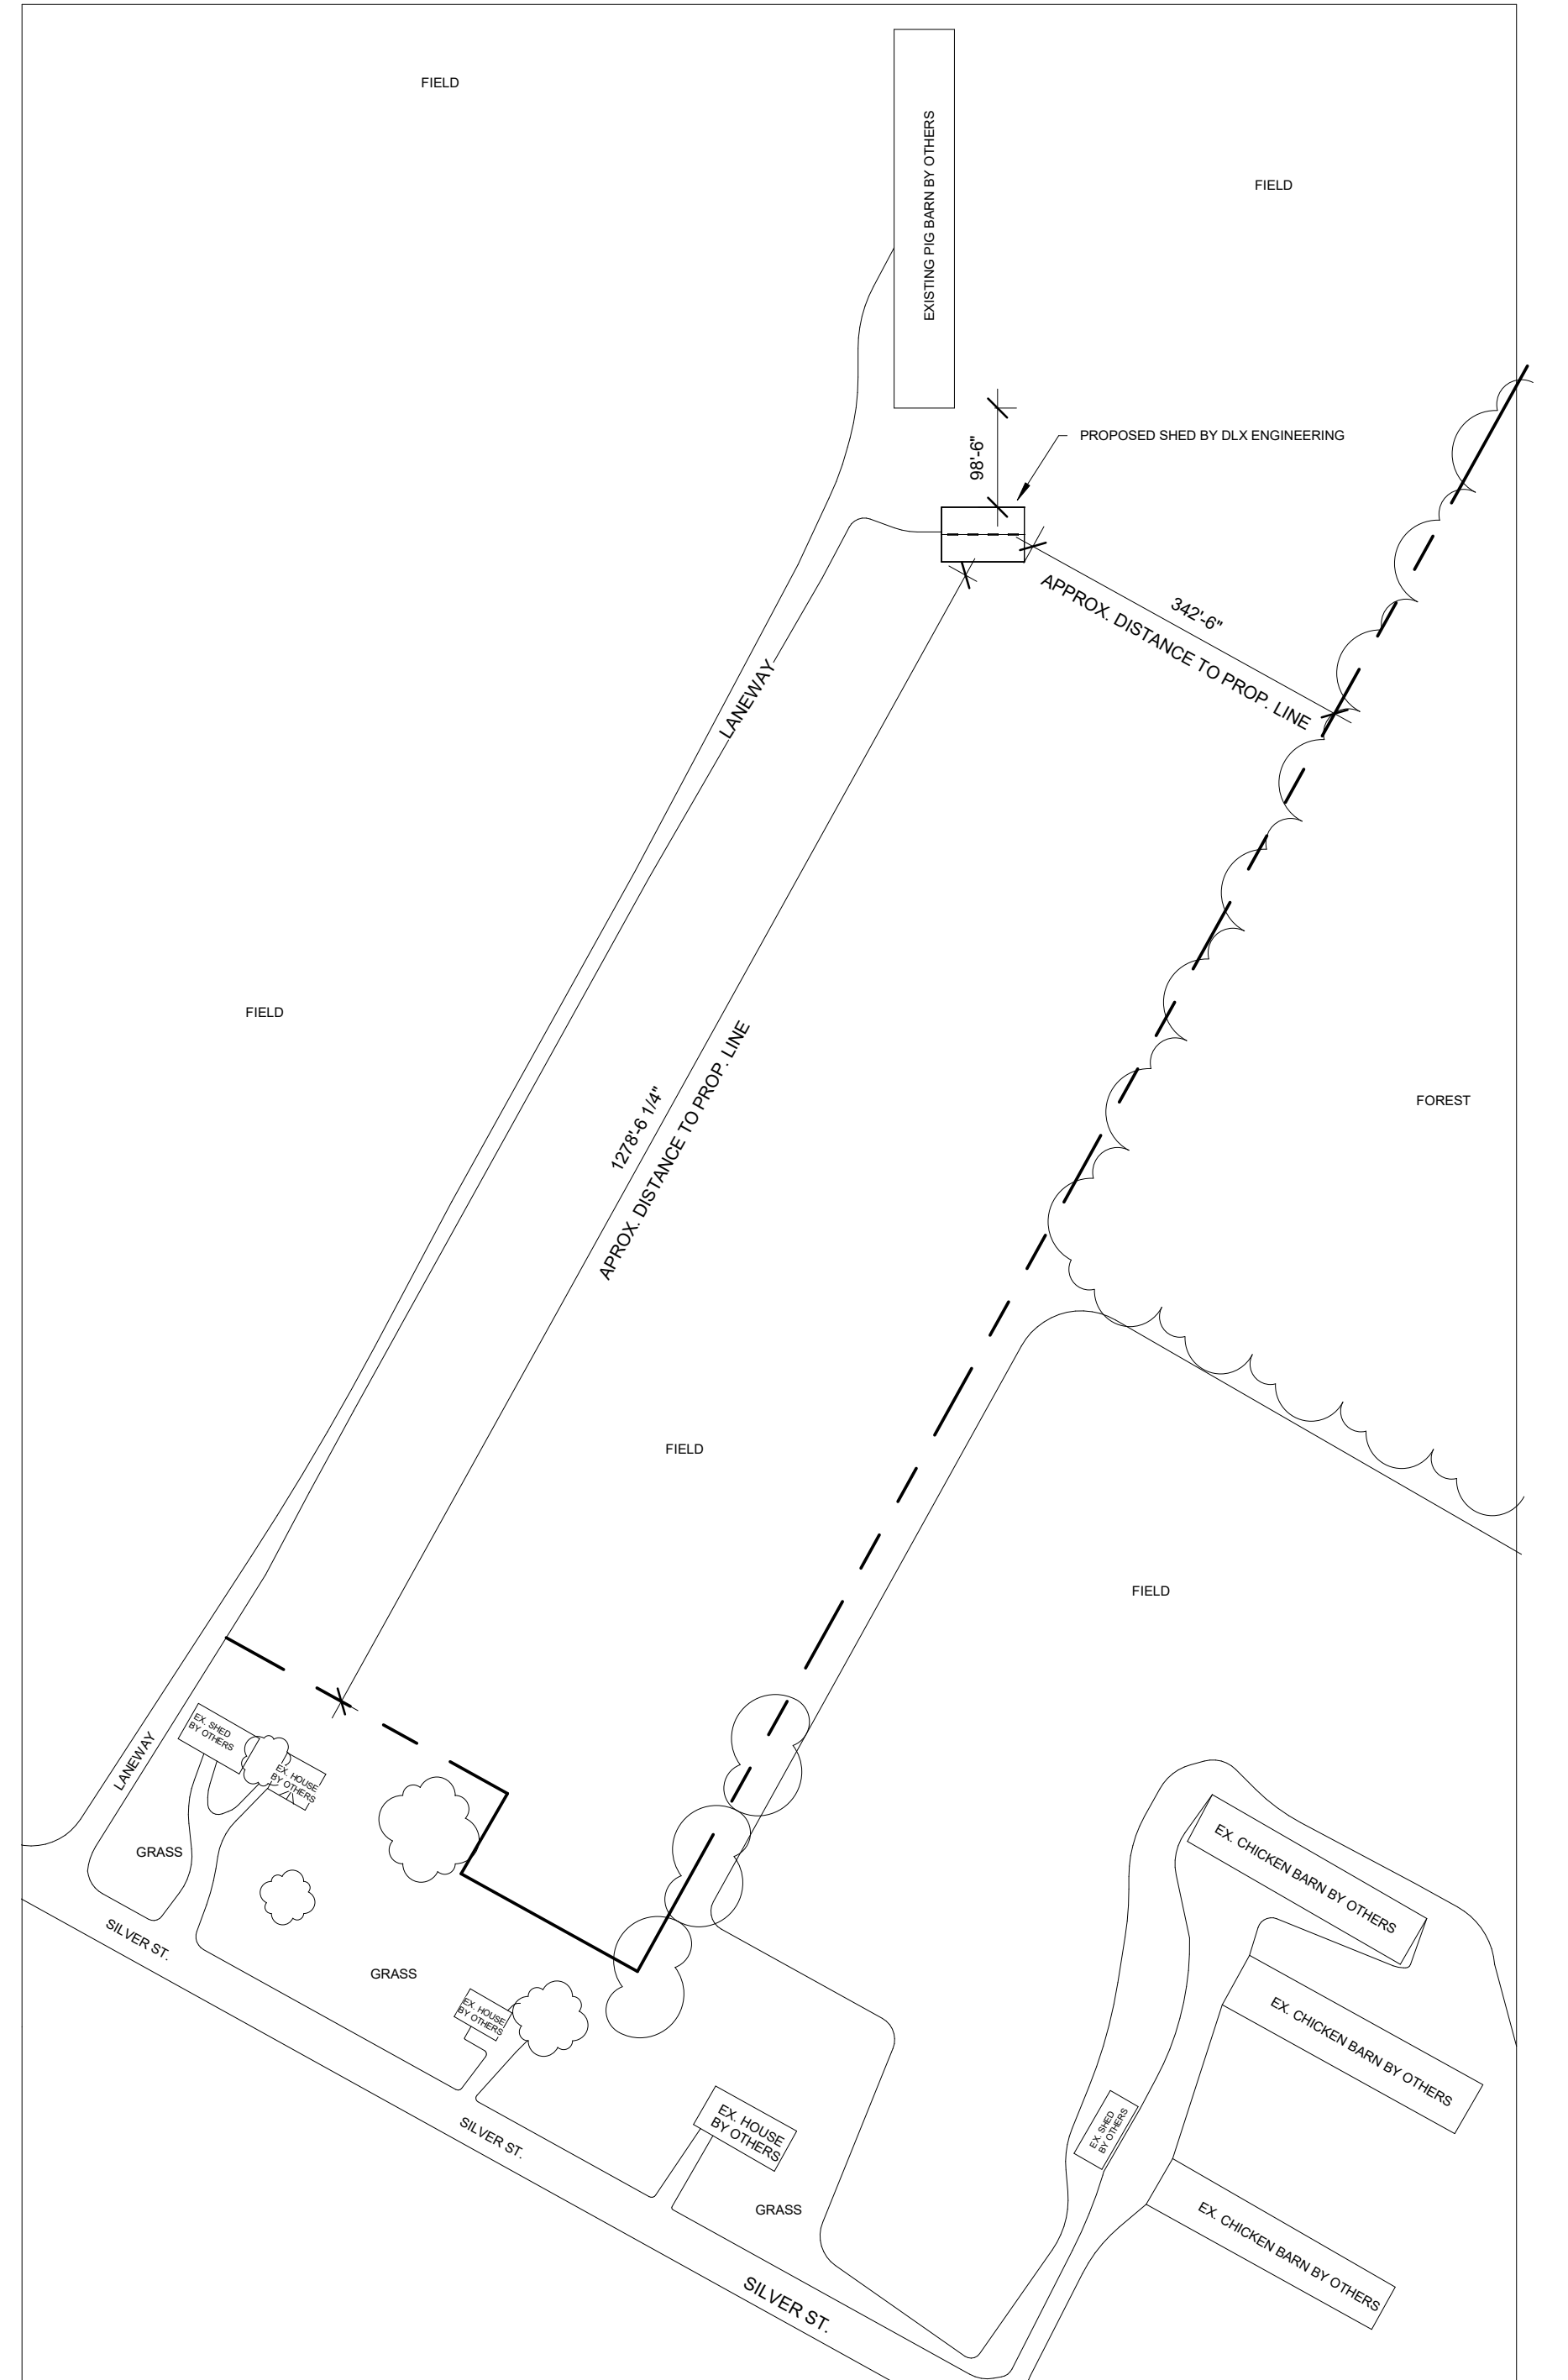 FIELD
EXISTING PIG BARN BY OTHERS
FIELD
PROPOSED SHED BY DLX ENGINEERING
98'-6"
342'-6"
APPROX. DISTANCE TO PROP. LINE
LANEWAY
FIELD
1278'-6 1/4"
APROX. DISTANCE TO PROP. LINE
FOREST
FIELD
FIELD
EX. SHED
BY OTHERS
EX. HOUSE
BY OTHERS
LANEWAY
GRASS
EX. CHICKEN BARN BY OTHERS
SILVER ST.
GRASS
EX. HOUSE
BY OTHERS
EX. CHICKEN BARN BY OTHERS
EX. SHED
BY OTHERS
SILVER ST.
EX. HOUSE
BY OTHERS
GRASS
EX. CHICKEN BARN BY OTHERS
SILVER ST.